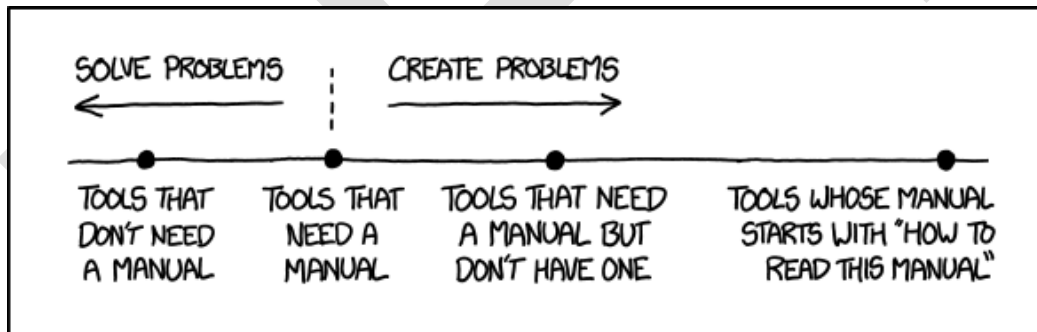 SOLVE PROBLEMS
CREATE PROBLEMS
TOOLS THAT
DON'T NEED
A MANUAL
TOOLS THAT
NEED A
MANUAL
TOOLS THAT NEED
A MANUAL BUT
DON'T HAVE ONE
TOOLS WHOSE MANUAL
STARTS WITH "HOW TO
READ THIS MANUAL"